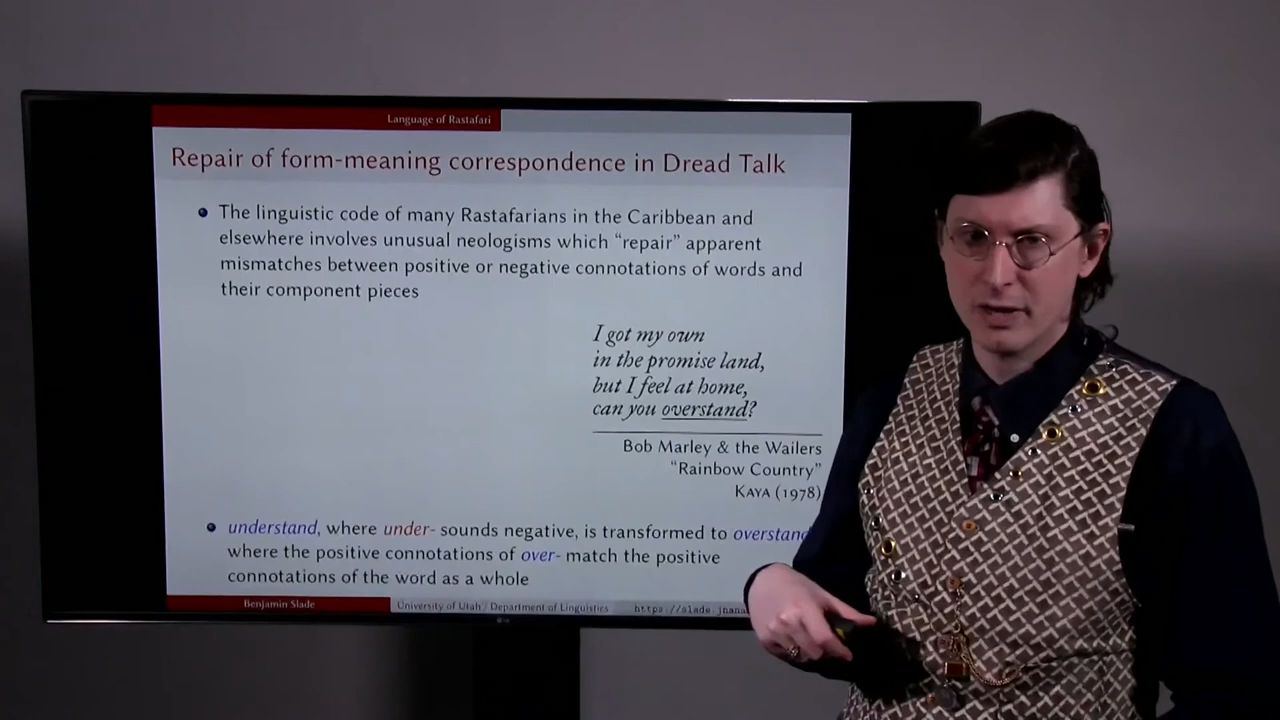 Language of Rastafari
Repair of form-meaning correspondence in Dread Talk
The linguistic code of many Rastafarians in the Caribbean and
elsewhere involves unusual neologisms which “repair” apparent
mismatches between positive or negative connotations of words and
their component pieces
I got my own
in the promise land,
but I feel at home,
can you overstand?
Bob Marley & the Wailers
“Rainbow Country”
KAYA (1978)
understand, where under- sounds negative, is transformed to overstand
where the positive connotations of over- match the positive
connotations of the word as a whole
Benjamin Slade
University of Utah / Department of Linguistics
https://slade.jnana